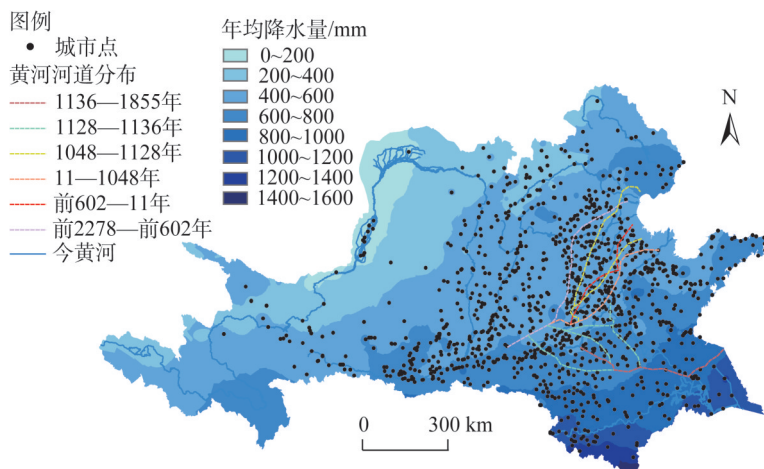 图例
城市点
黄河河道分布
1136—1855年
1128—1136年
1048—1128年
11—1048年
前602—11年
前2278—前602年
今黄河
年均降水量/mm
0~200
200~400
400~600
600~800
800~1000
1000~1200
1200~1400
1400~1600
N
0 300 km